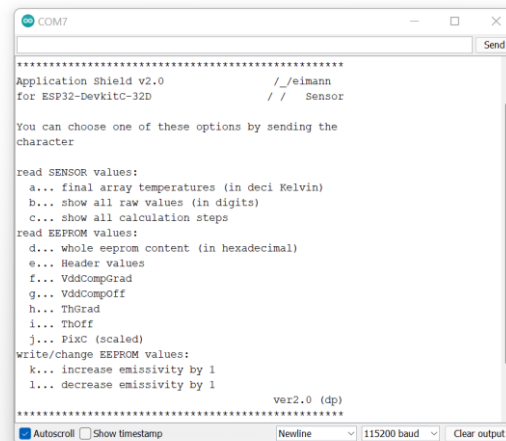 COM7
Send
**************************************************
Application Shield v2.0                 /_/eimann
for ESP32-DevkitC-32D                  / /   Sensor
You can choose one of these options by sending the
character
read SENSOR values:
  a... final array temperatures (in deci Kelvin)
  b... show all raw values (in digits)
  c... show all calculation steps
read EEPROM values:
  d... whole eeprom content (in hexadecimal)
  e... Header values
  f... VddCompGrad
  g... VddCompOff
  h... ThGrad
  i... ThOff
  j... PixC (scaled)
write/change EEPROM values:
  k... increase emissivity by 1
  l... decrease emissivity by 1
                                       ver2.0 (dp)
**************************************************
Autoscroll Show timestamp Newline 115200 baud Clear output